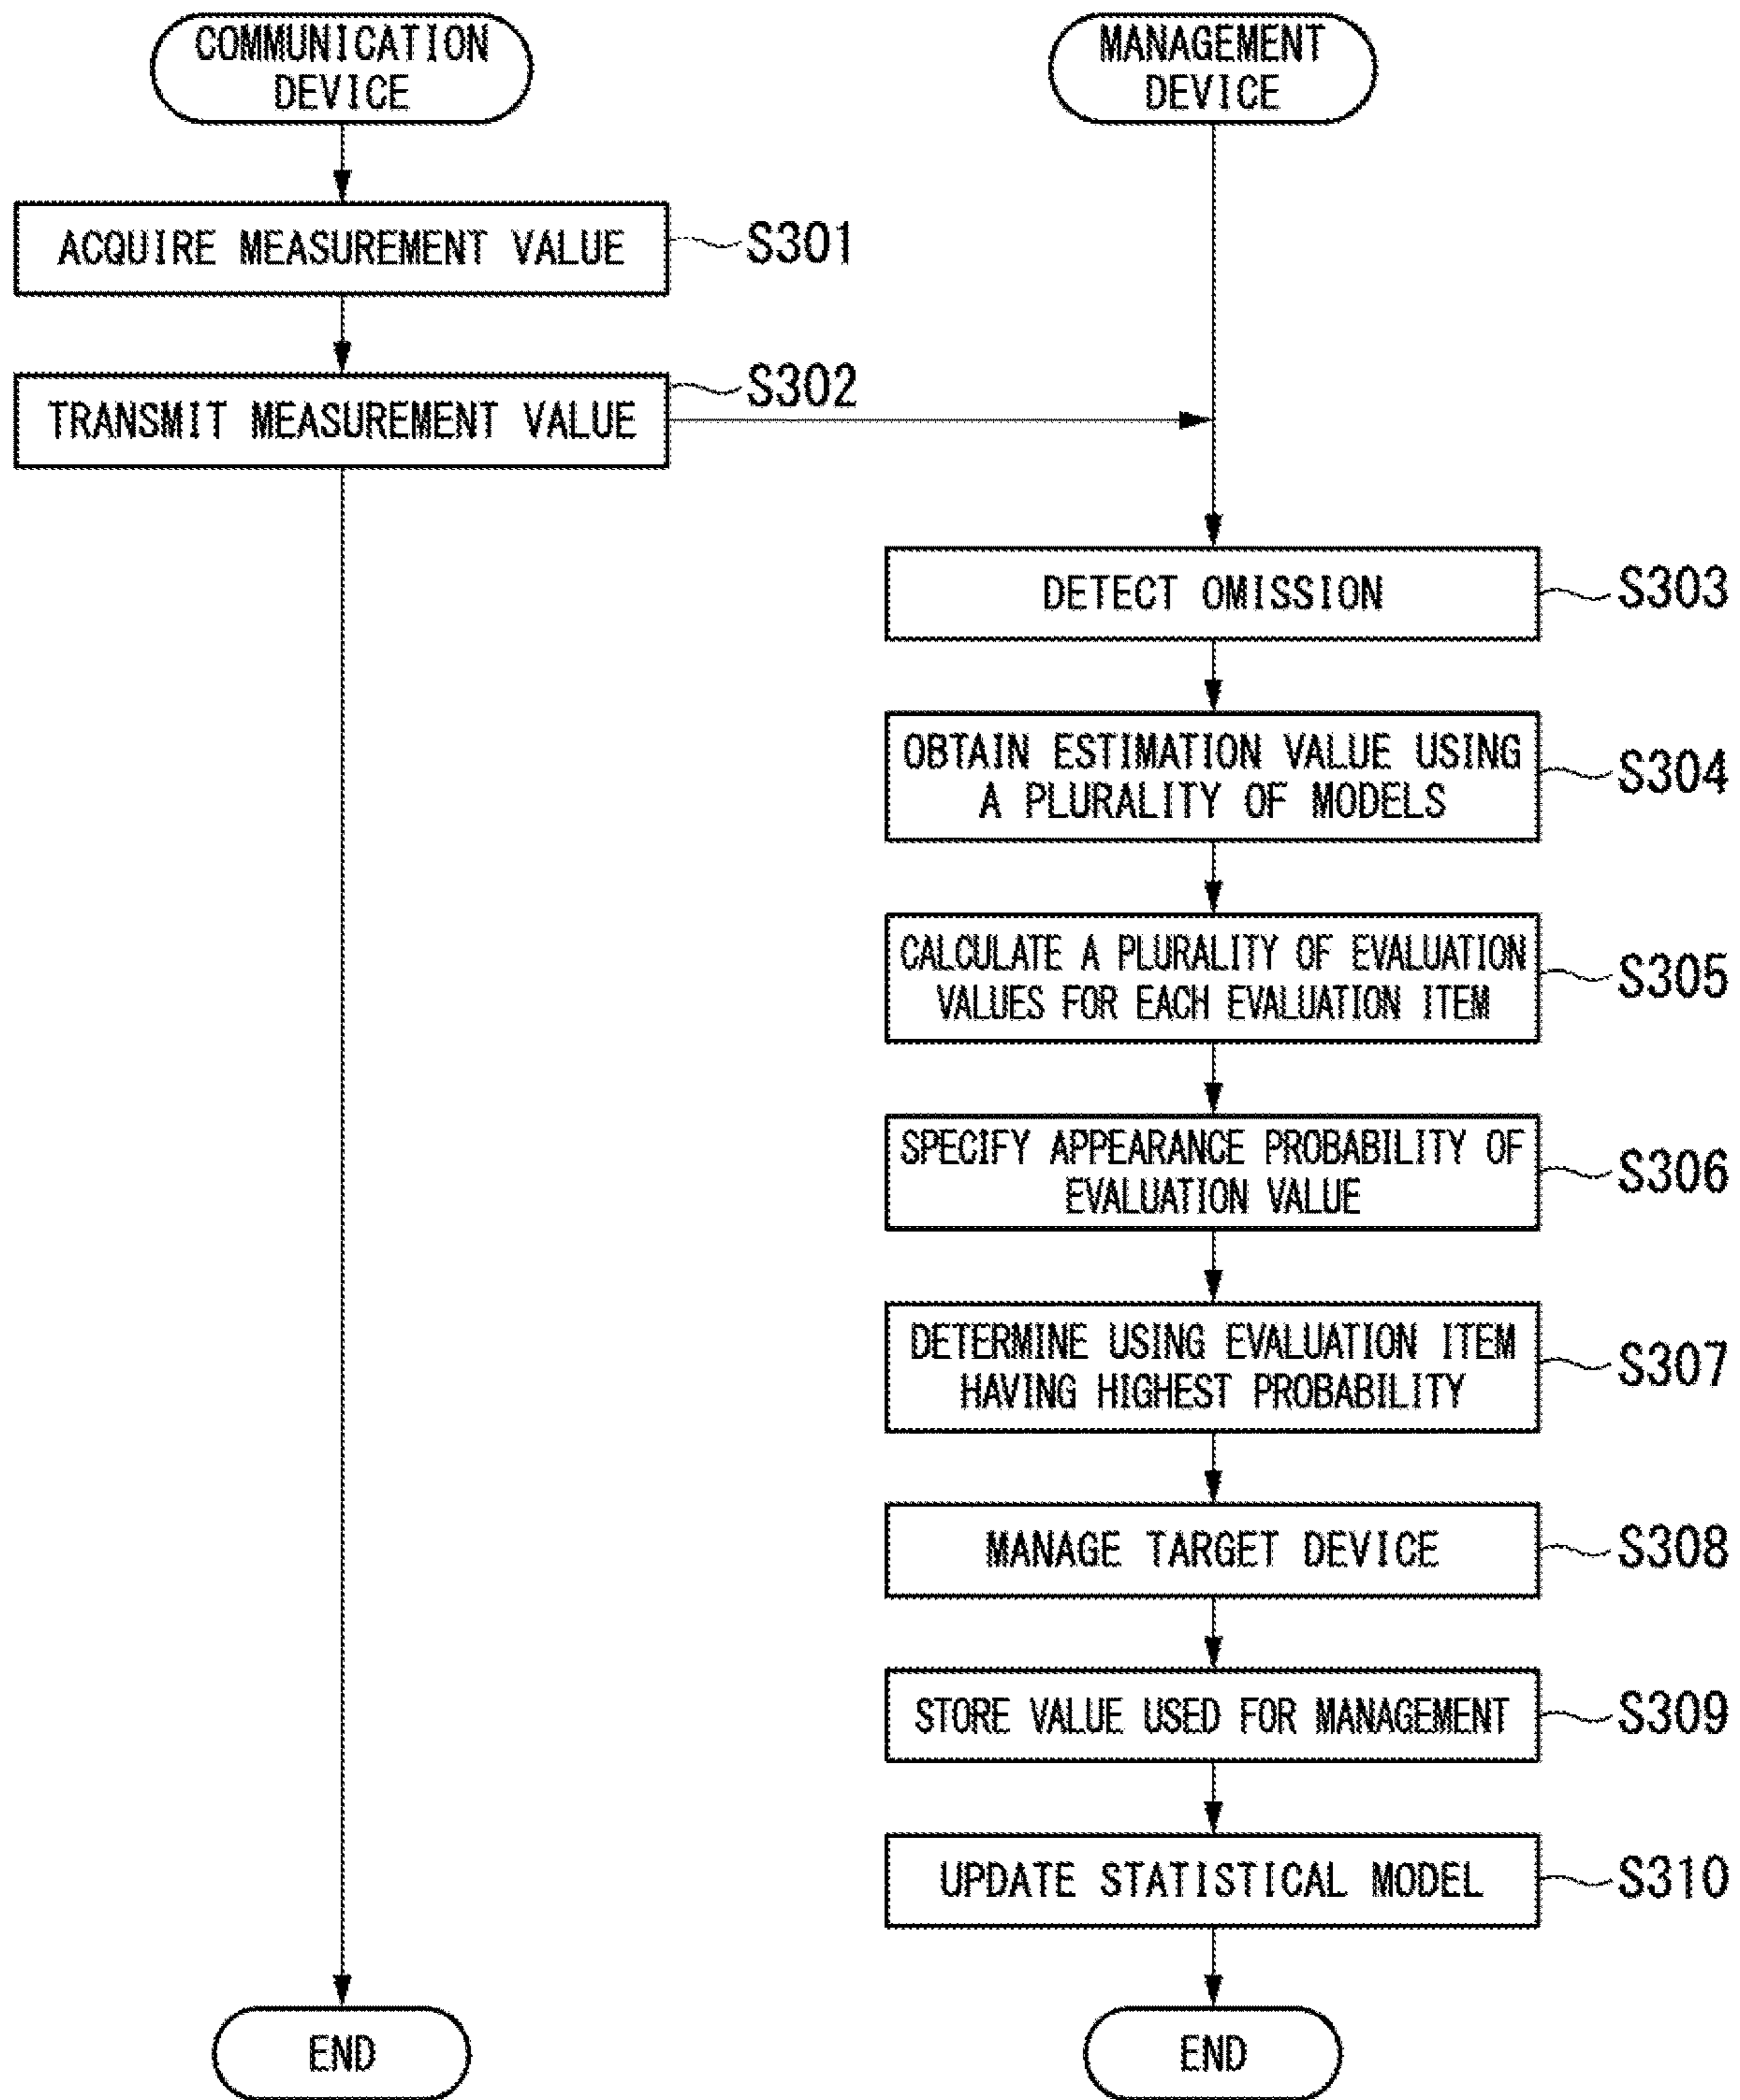 COMMUNICATION
DEVICE
ACQUIRE MEASUREMENT VALUE
S301
TRANSMIT MEASUREMENT VALUE
S302
END
MANAGEMENT
DEVICE
DETECT OMISSION
S303
OBTAIN ESTIMATION VALUE USING
A PLURALITY OF MODELS
S304
CALCULATE A PLURALITY OF EVALUATION
VALUES FOR EACH EVALUATION ITEM
S305
SPECIFY APPEARANCE PROBABILITY OF
EVALUATION VALUE
S306
DETERMINE USING EVALUATION ITEM
HAVING HIGHEST PROBABILITY
S307
MANAGE TARGET DEVICE
S308
STORE VALUE USED FOR MANAGEMENT
S309
UPDATE STATISTICAL MODEL
S310
END